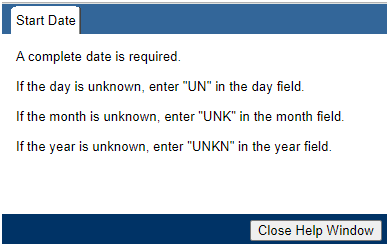 Start Date
A complete date is required.
If the day is unknown, enter "UN" in the day field.
If the month is unknown, enter "UNK" in the month field.
If the year is unknown, enter "UNKN" in the year field.
Close Help Window